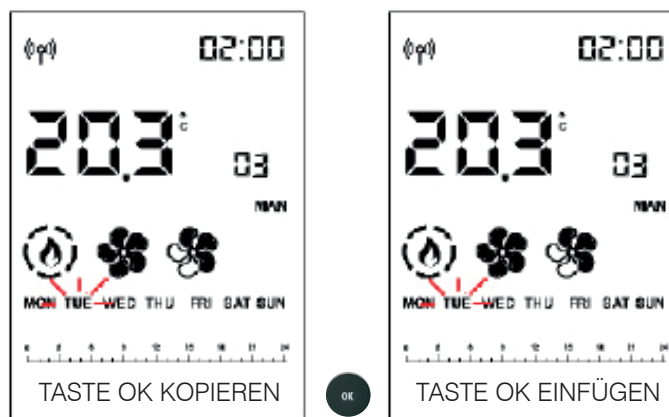 02:00
20.3 °C
03
MAN
MON TUE WED THU FRI SAT SUN
TASTE OK KOPIEREN
OK
02:00
20.3 °C
03
MAN
MON TUE WED THU FRI SAT SUN
TASTE OK EINFÜGEN